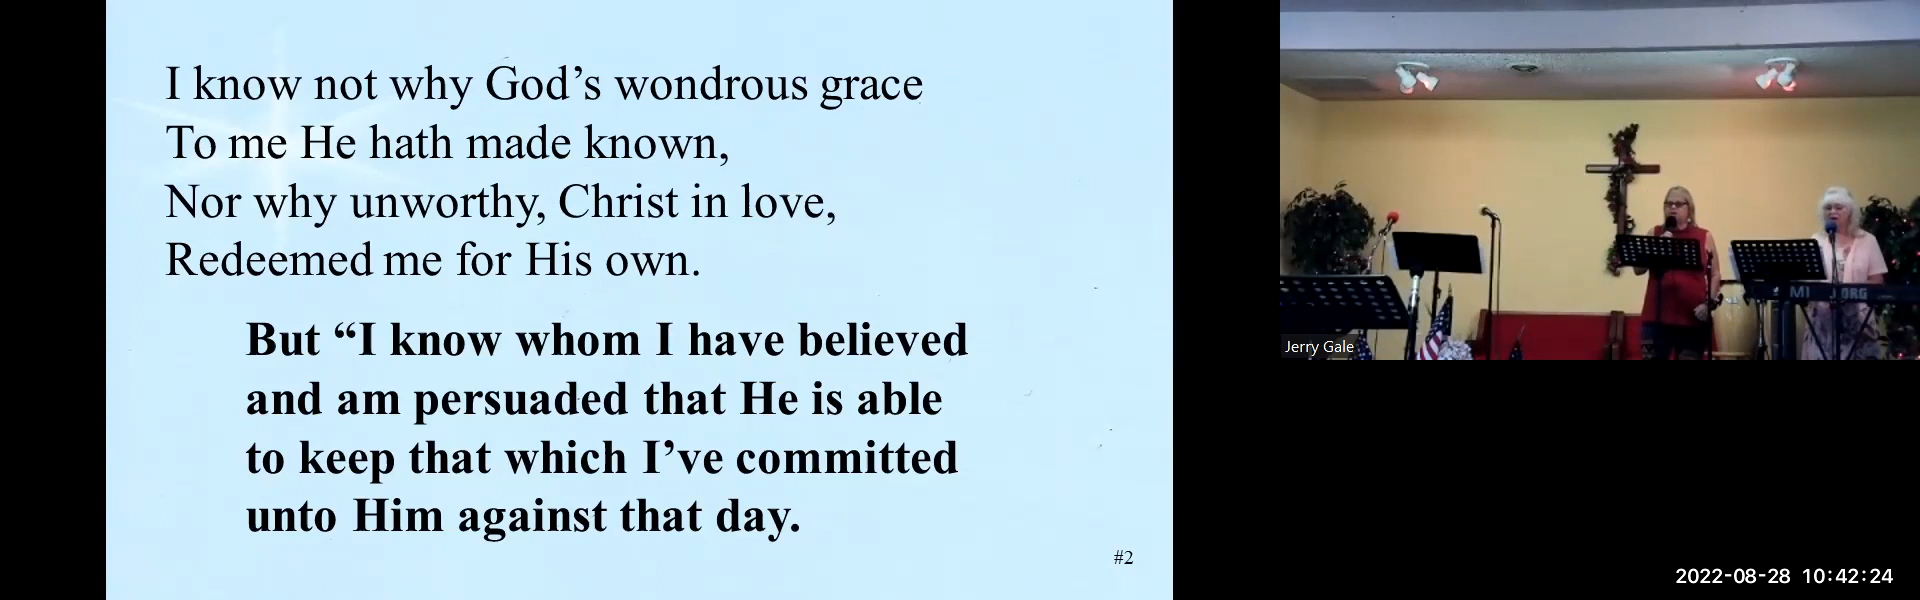 I know not why God’s wondrous grace
To me He hath made known,
Nor why unworthy, Christ in love,
Redeemed me for His own.
But “I know whom I have believed
and am persuaded that He is able
to keep that which I’ve committed
unto Him against that day.
#2
Jerry Gale
2022-08-28 10:42:24